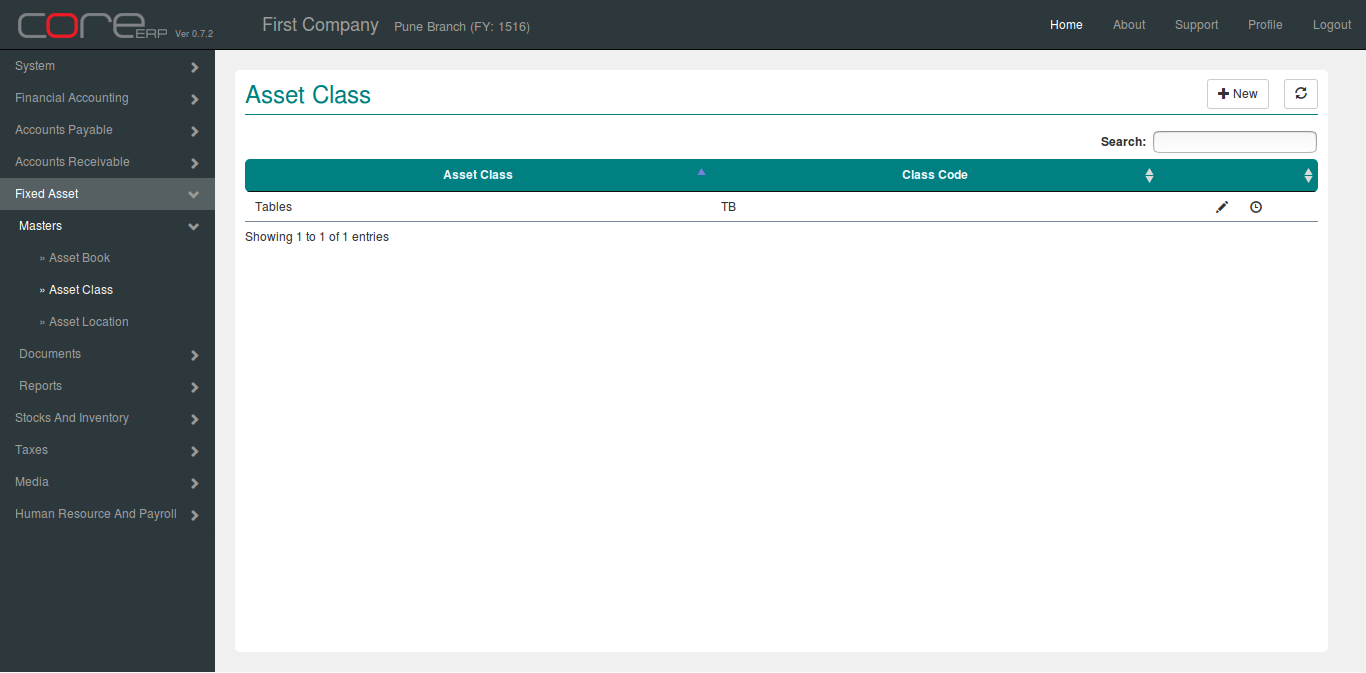 core ERP Ver 0.7.2 First Company Pune Branch (FY: 1516) Home About Support Profile Logout
System
Financial Accounting
Accounts Payable
Accounts Receivable
Fixed Asset
Masters
» Asset Book
» Asset Class
» Asset Location
Documents
Reports
Stocks And Inventory
Taxes
Media
Human Resource And Payroll
Asset Class
New
Search:
Asset Class Class Code
Tables TB
Showing 1 to 1 of 1 entries